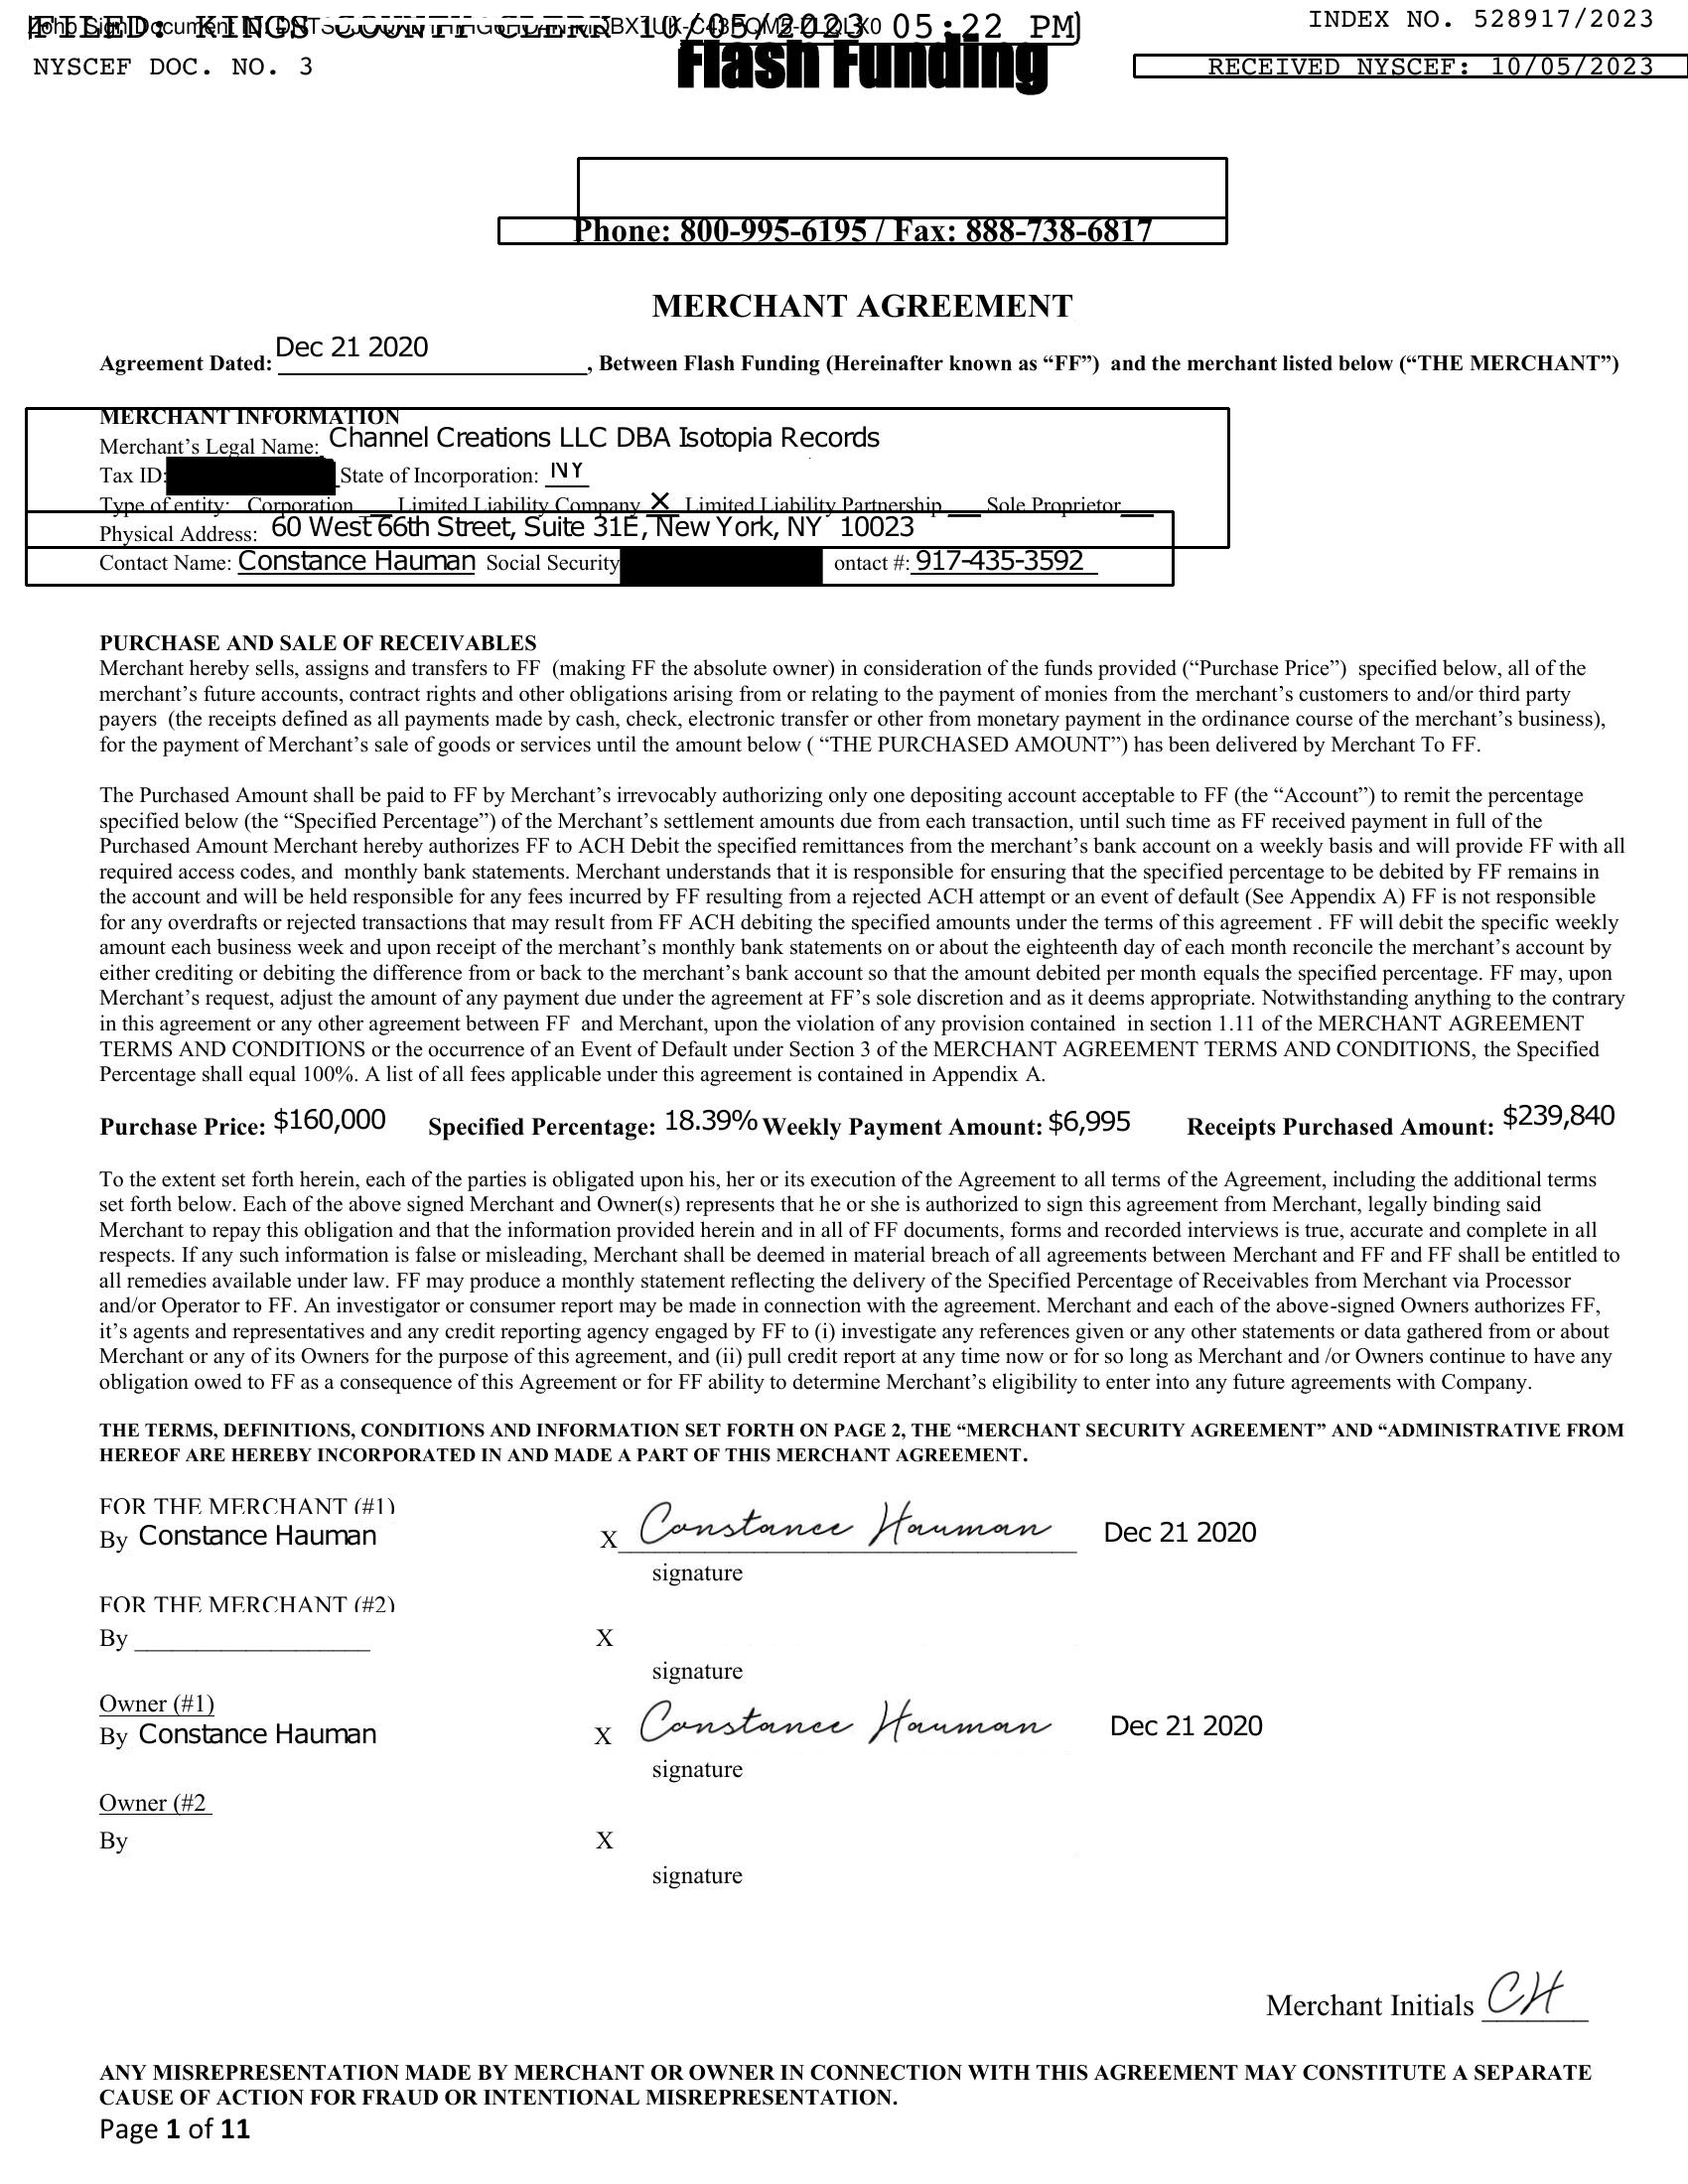 FILED: KINGS COUNTY CLERK 10/05/2023 05:22 PM
INDEX NO. 528917/2023
NYSCEF DOC. NO. 3
RECEIVED NYSCEF: 10/05/2023
Flash Funding
Phone: 800-995-6195 / Fax: 888-738-6817
MERCHANT AGREEMENT
Agreement Dated: Dec 21 2020, Between Flash Funding (Hereinafter known as “FF”) and the merchant listed below (“THE MERCHANT”)
MERCHANT INFORMATION
Merchant’s Legal Name: Channel Creations LLC DBA Isotopia Records
Tax ID: State of Incorporation: NY
Type of entity: Corporation __ Limited Liability Company X Limited Liability Partnership ___ Sole Proprietor___
Physical Address: 60 West 66th Street, Suite 31E, New York, NY 10023
Contact Name: Constance Hauman Social Security ontact #: 917-435-3592
PURCHASE AND SALE OF RECEIVABLES
Merchant hereby sells, assigns and transfers to FF (making FF the absolute owner) in consideration of the funds provided (“Purchase Price”) specified below, all of the
merchant’s future accounts, contract rights and other obligations arising from or relating to the payment of monies from the merchant’s customers to and/or third party
payers (the receipts defined as all payments made by cash, check, electronic transfer or other from monetary payment in the ordinance course of the merchant’s business),
for the payment of Merchant’s sale of goods or services until the amount below ( “THE PURCHASED AMOUNT”) has been delivered by Merchant To FF.
The Purchased Amount shall be paid to FF by Merchant’s irrevocably authorizing only one depositing account acceptable to FF (the “Account”) to remit the percentage
specified below (the “Specified Percentage”) of the Merchant’s settlement amounts due from each transaction, until such time as FF received payment in full of the
Purchased Amount Merchant hereby authorizes FF to ACH Debit the specified remittances from the merchant’s bank account on a weekly basis and will provide FF with all
required access codes, and monthly bank statements. Merchant understands that it is responsible for ensuring that the specified percentage to be debited by FF remains in
the account and will be held responsible for any fees incurred by FF resulting from a rejected ACH attempt or an event of default (See Appendix A) FF is not responsible
for any overdrafts or rejected transactions that may result from FF ACH debiting the specified amounts under the terms of this agreement . FF will debit the specific weekly
amount each business week and upon receipt of the merchant’s monthly bank statements on or about the eighteenth day of each month reconcile the merchant’s account by
either crediting or debiting the difference from or back to the merchant’s bank account so that the amount debited per month equals the specified percentage. FF may, upon
Merchant’s request, adjust the amount of any payment due under the agreement at FF’s sole discretion and as it deems appropriate. Notwithstanding anything to the contrary
in this agreement or any other agreement between FF and Merchant, upon the violation of any provision contained in section 1.11 of the MERCHANT AGREEMENT
TERMS AND CONDITIONS or the occurrence of an Event of Default under Section 3 of the MERCHANT AGREEMENT TERMS AND CONDITIONS, the Specified
Percentage shall equal 100%. A list of all fees applicable under this agreement is contained in Appendix A.
Purchase Price: $160,000 Specified Percentage: 18.39% Weekly Payment Amount: $6,995 Receipts Purchased Amount: $239,840
To the extent set forth herein, each of the parties is obligated upon his, her or its execution of the Agreement to all terms of the Agreement, including the additional terms
set forth below. Each of the above signed Merchant and Owner(s) represents that he or she is authorized to sign this agreement from Merchant, legally binding said
Merchant to repay this obligation and that the information provided herein and in all of FF documents, forms and recorded interviews is true, accurate and complete in all
respects. If any such information is false or misleading, Merchant shall be deemed in material breach of all agreements between Merchant and FF and FF shall be entitled to
all remedies available under law. FF may produce a monthly statement reflecting the delivery of the Specified Percentage of Receivables from Merchant via Processor
and/or Operator to FF. An investigator or consumer report may be made in connection with the agreement. Merchant and each of the above-signed Owners authorizes FF,
it’s agents and representatives and any credit reporting agency engaged by FF to (i) investigate any references given or any other statements or data gathered from or about
Merchant or any of its Owners for the purpose of this agreement, and (ii) pull credit report at any time now or for so long as Merchant and /or Owners continue to have any
obligation owed to FF as a consequence of this Agreement or for FF ability to determine Merchant’s eligibility to enter into any future agreements with Company.
THE TERMS, DEFINITIONS, CONDITIONS AND INFORMATION SET FORTH ON PAGE 2, THE “MERCHANT SECURITY AGREEMENT” AND “ADMINISTRATIVE FROM
HEREOF ARE HEREBY INCORPORATED IN AND MADE A PART OF THIS MERCHANT AGREEMENT.
FOR THE MERCHANT (#1)
By Constance Hauman X Constance Hauman Dec 21 2020
signature
FOR THE MERCHANT (#2)
By ____________________ X
signature
Owner (#1)
By Constance Hauman X Constance Hauman Dec 21 2020
signature
Owner (#2
By X
signature
Merchant Initials CH
ANY MISREPRESENTATION MADE BY MERCHANT OR OWNER IN CONNECTION WITH THIS AGREEMENT MAY CONSTITUTE A SEPARATE
CAUSE OF ACTION FOR FRAUD OR INTENTIONAL MISREPRESENTATION.
Page 1 of 11